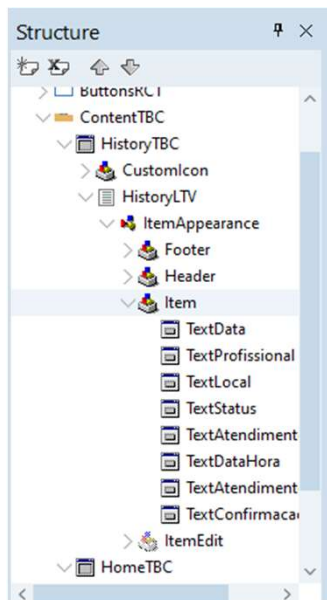 Structure
ButtonsRCT
ContentTBC
HistoryTBC
CustomIcon
HistoryLTV
ItemAppearance
Footer
Header
Item
TextData
TextProfissional
TextLocal
TextStatus
TextAtendiment
TextDataHora
TextAtendiment
TextConfirmaca
ItemEdit
HomeTBC